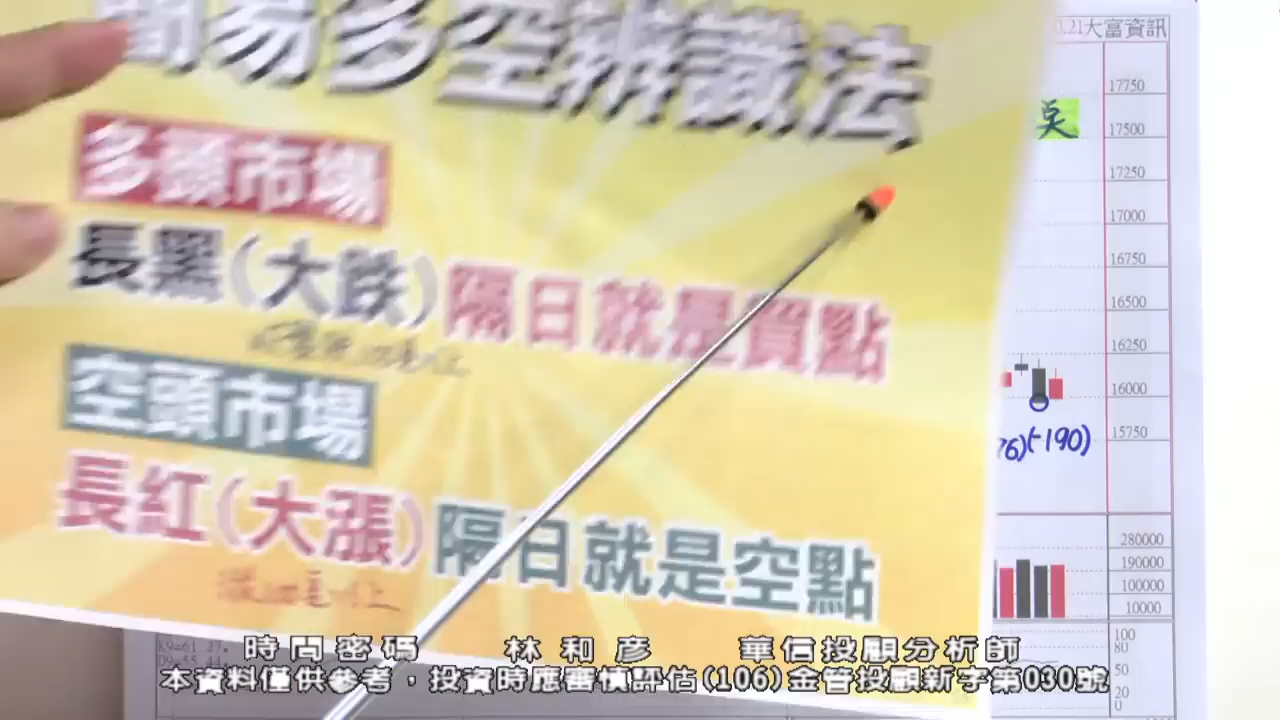 簡易多空辨識法
多頭市場
長黑(大跌)隔日就是買點
空頭市場
長紅(大漲)隔日就是空點
大富資訊
17750
17500
17250
17000
16750
16500
16250
16000
15750
(-190)
280000
190000
100000
10000
100
80
50
20
0
時間密碼 林和彥 華信投顧分析師
本資料僅供參考,投資時應審慎評估(106)金管投顧新字第030號